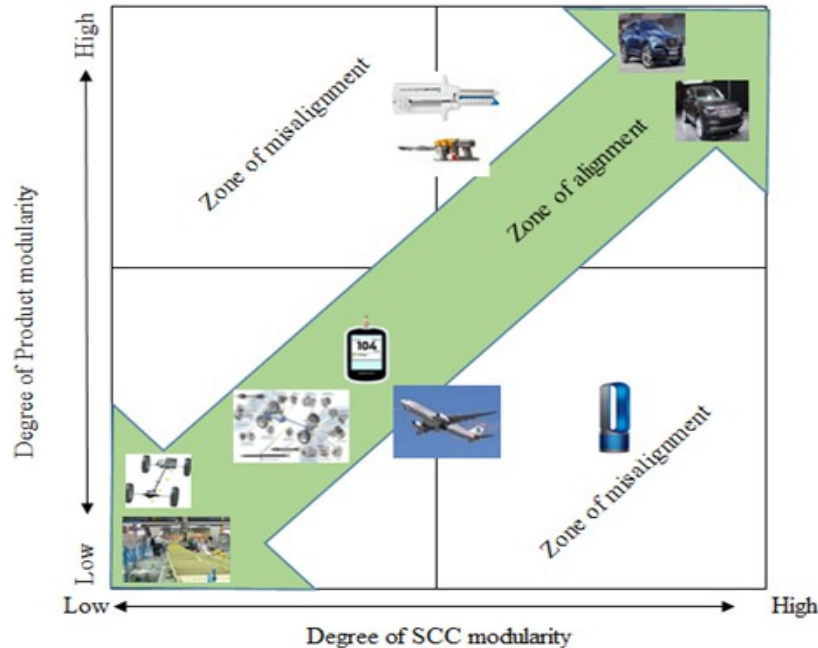 High
Zone of misalignment
Zone of alignment
Degree of Product modularity
104
Zone of misalignment
Low
Low
High
Degree of SCC modularity